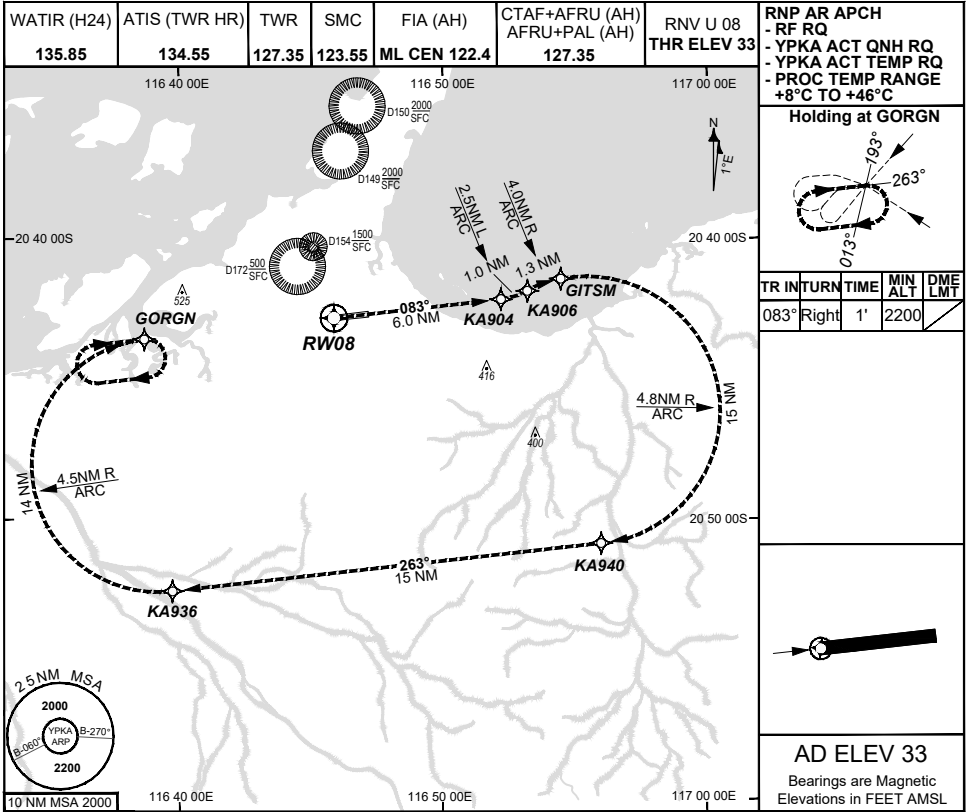 WATIR (H24)
135.85
ATIS (TWR HR)
134.55
TWR
127.35
SMC
123.55
FIA (AH)
ML CEN 122.4
CTAF+AFRU (AH)
AFRU+PAL (AH)
127.35
RNV U 08
THR ELEV 33
RNP AR APCH
- RF RQ
- YPKA ACT QNH RQ
- YPKA ACT TEMP RQ
- PROC TEMP RANGE
+8°C TO +46°C
116 40 00E
116 50 00E
117 00 00E
D150 2000
SFC
D149 2000
SFC
N
1°E
Holding at GORGN
193°
263°
013°
20 40 00S
20 40 00S
D154 1500
SFC
D172 500
SFC
2.5NM L
ARC
4.0NM R
ARC
1.0 NM
1.3 NM
GITSM
KA906
KA904
083°
6.0 NM
RW08
525
GORGN
416
400
4.8NM R
ARC
15 NM
TR IN
TURN
TIME
MIN
ALT
DME
LMT
083°
Right
1'
2200
4.5NM R
ARC
14 NM
20 50 00S
KA940
263°
15 NM
KA936
25NM MSA
2000
YPKA
ARP
B-060°
B-270°
2200
10 NM MSA 2000
116 40 00E
116 50 00E
117 00 00E
AD ELEV 33
Bearings are Magnetic
Elevations in FEET AMSL